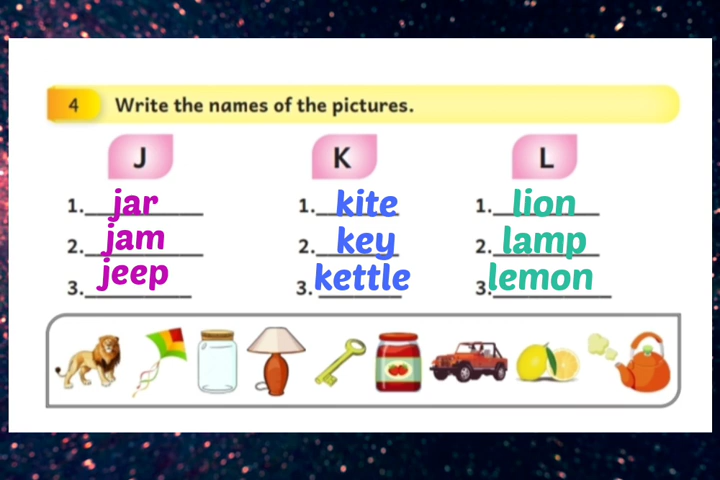 4 Write the names of the pictures.
J K L
1. jar 1. kite 1. lion
2. jam 2. key 2. lamp
3. jeep 3. kettle 3. lemon